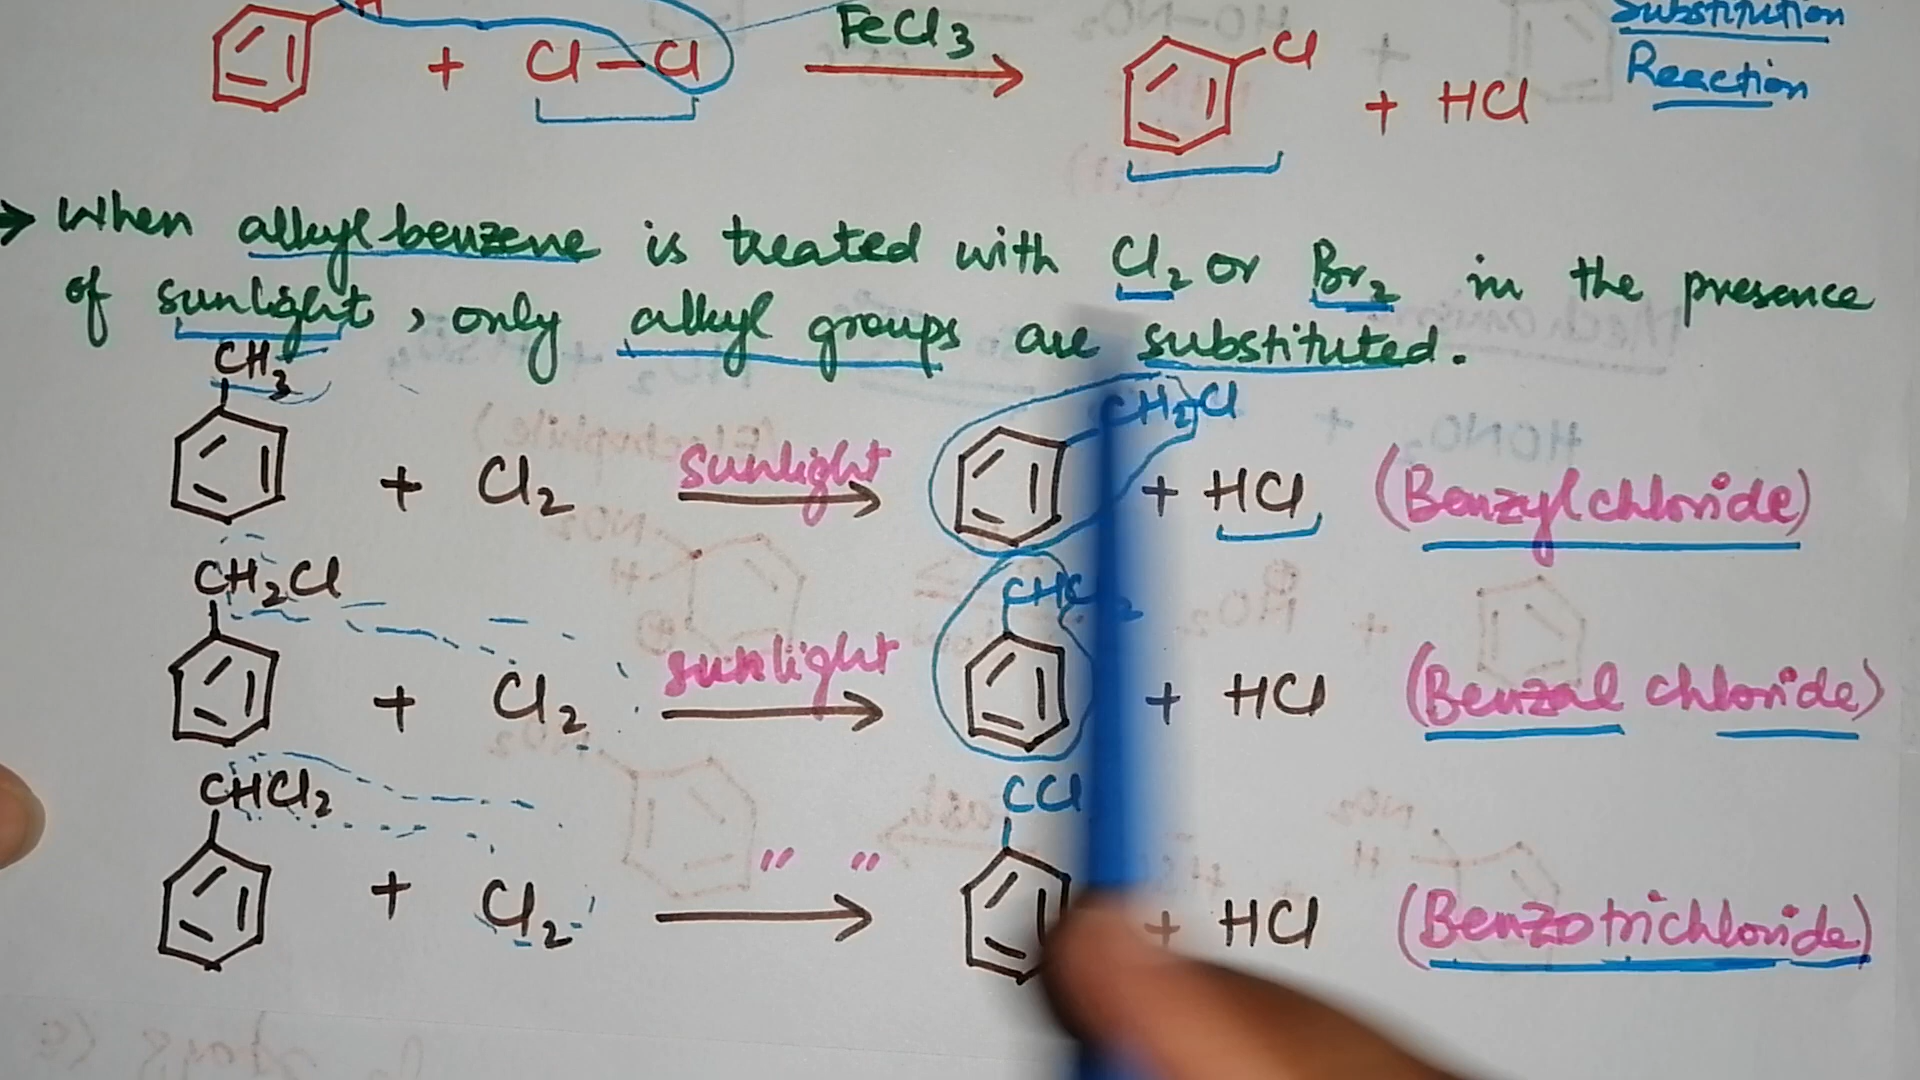 H Substitution
+ Cl – Cl FeCl3 Cl + HCl Reaction
→ When alkyl benzene is treated with Cl2 or Br2 in the presence
of sunlight, only alkyl groups are substituted.
CH3 CH2Cl
+ Cl2 sunlight + HCl (Benzyl chloride)
CH2Cl
+ Cl2 sunlight + HCl (Benzal chloride)
CHCl2 CCl
+ Cl2 " " + HCl (Benzotrichloride)